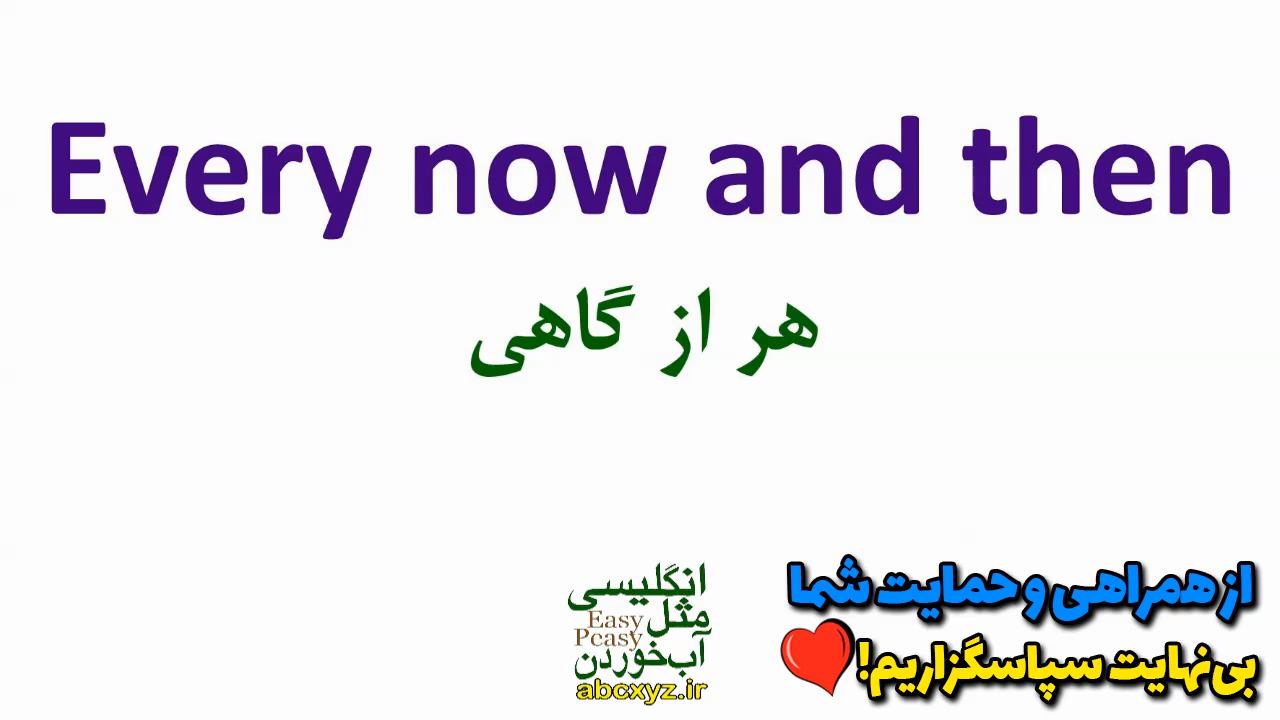 Every now and then
هر از گاهی
انگلیسی
مثل
Easy
Peasy
آب‌خوردن
abcxyz.ir
از همراهی و حمایت شما
بی‌نهایت سپاسگزاریم!